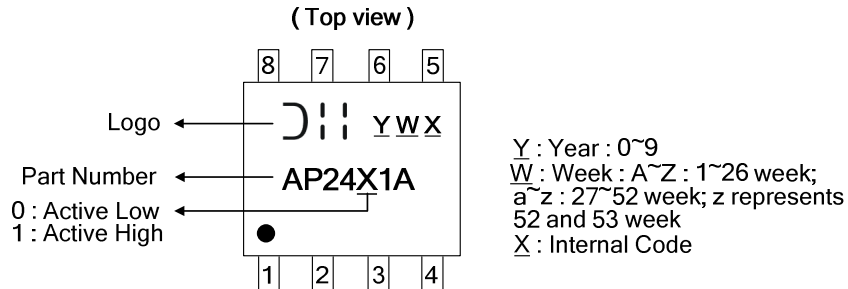 ( Top view )
8 7 6 5
Logo
Y W X
Part Number
AP24X1A
0 : Active Low
1 : Active High
1 2 3 4
Y : Year : 0~9
W : Week : A~Z : 1~26 week;
a~z : 27~52 week; z represents
52 and 53 week
X : Internal Code